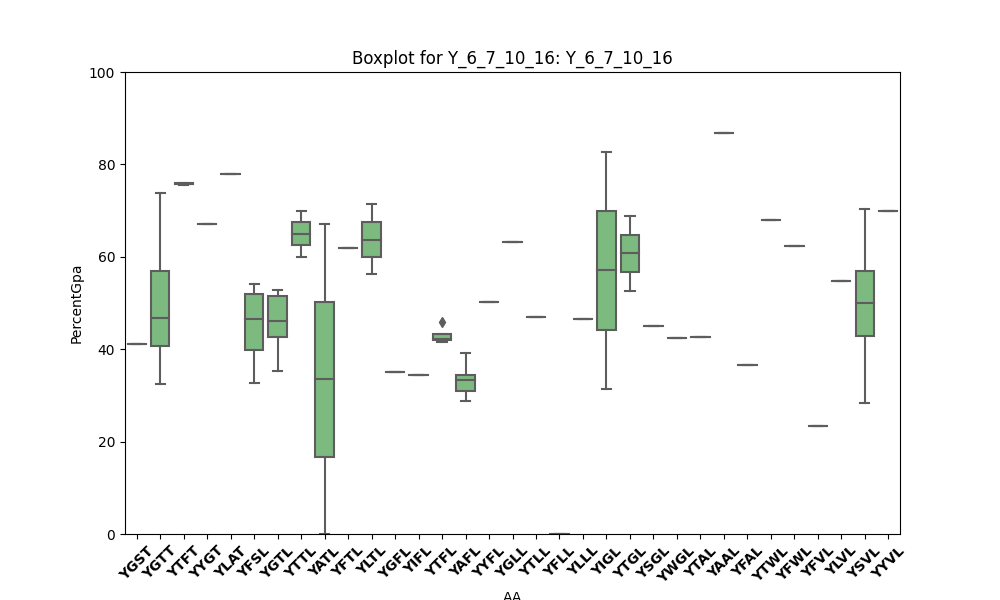 Boxplot for Y_6_7_10_16: Y_6_7_10_16
100
80
60
40
20
0
PercentGpa
YGST YGTT YTFT YYGT YLAT YFSL YGTL YTTL YATL YFTL YLTL YGFL YIFL YTFL YAFL YYFL YGLL YTLL YFLL YLLL YIGL YTGL YSGL YWGL YTAL YAAL YFAL YTWL YFWL YFVL YLVL YSVL YYVL
AA